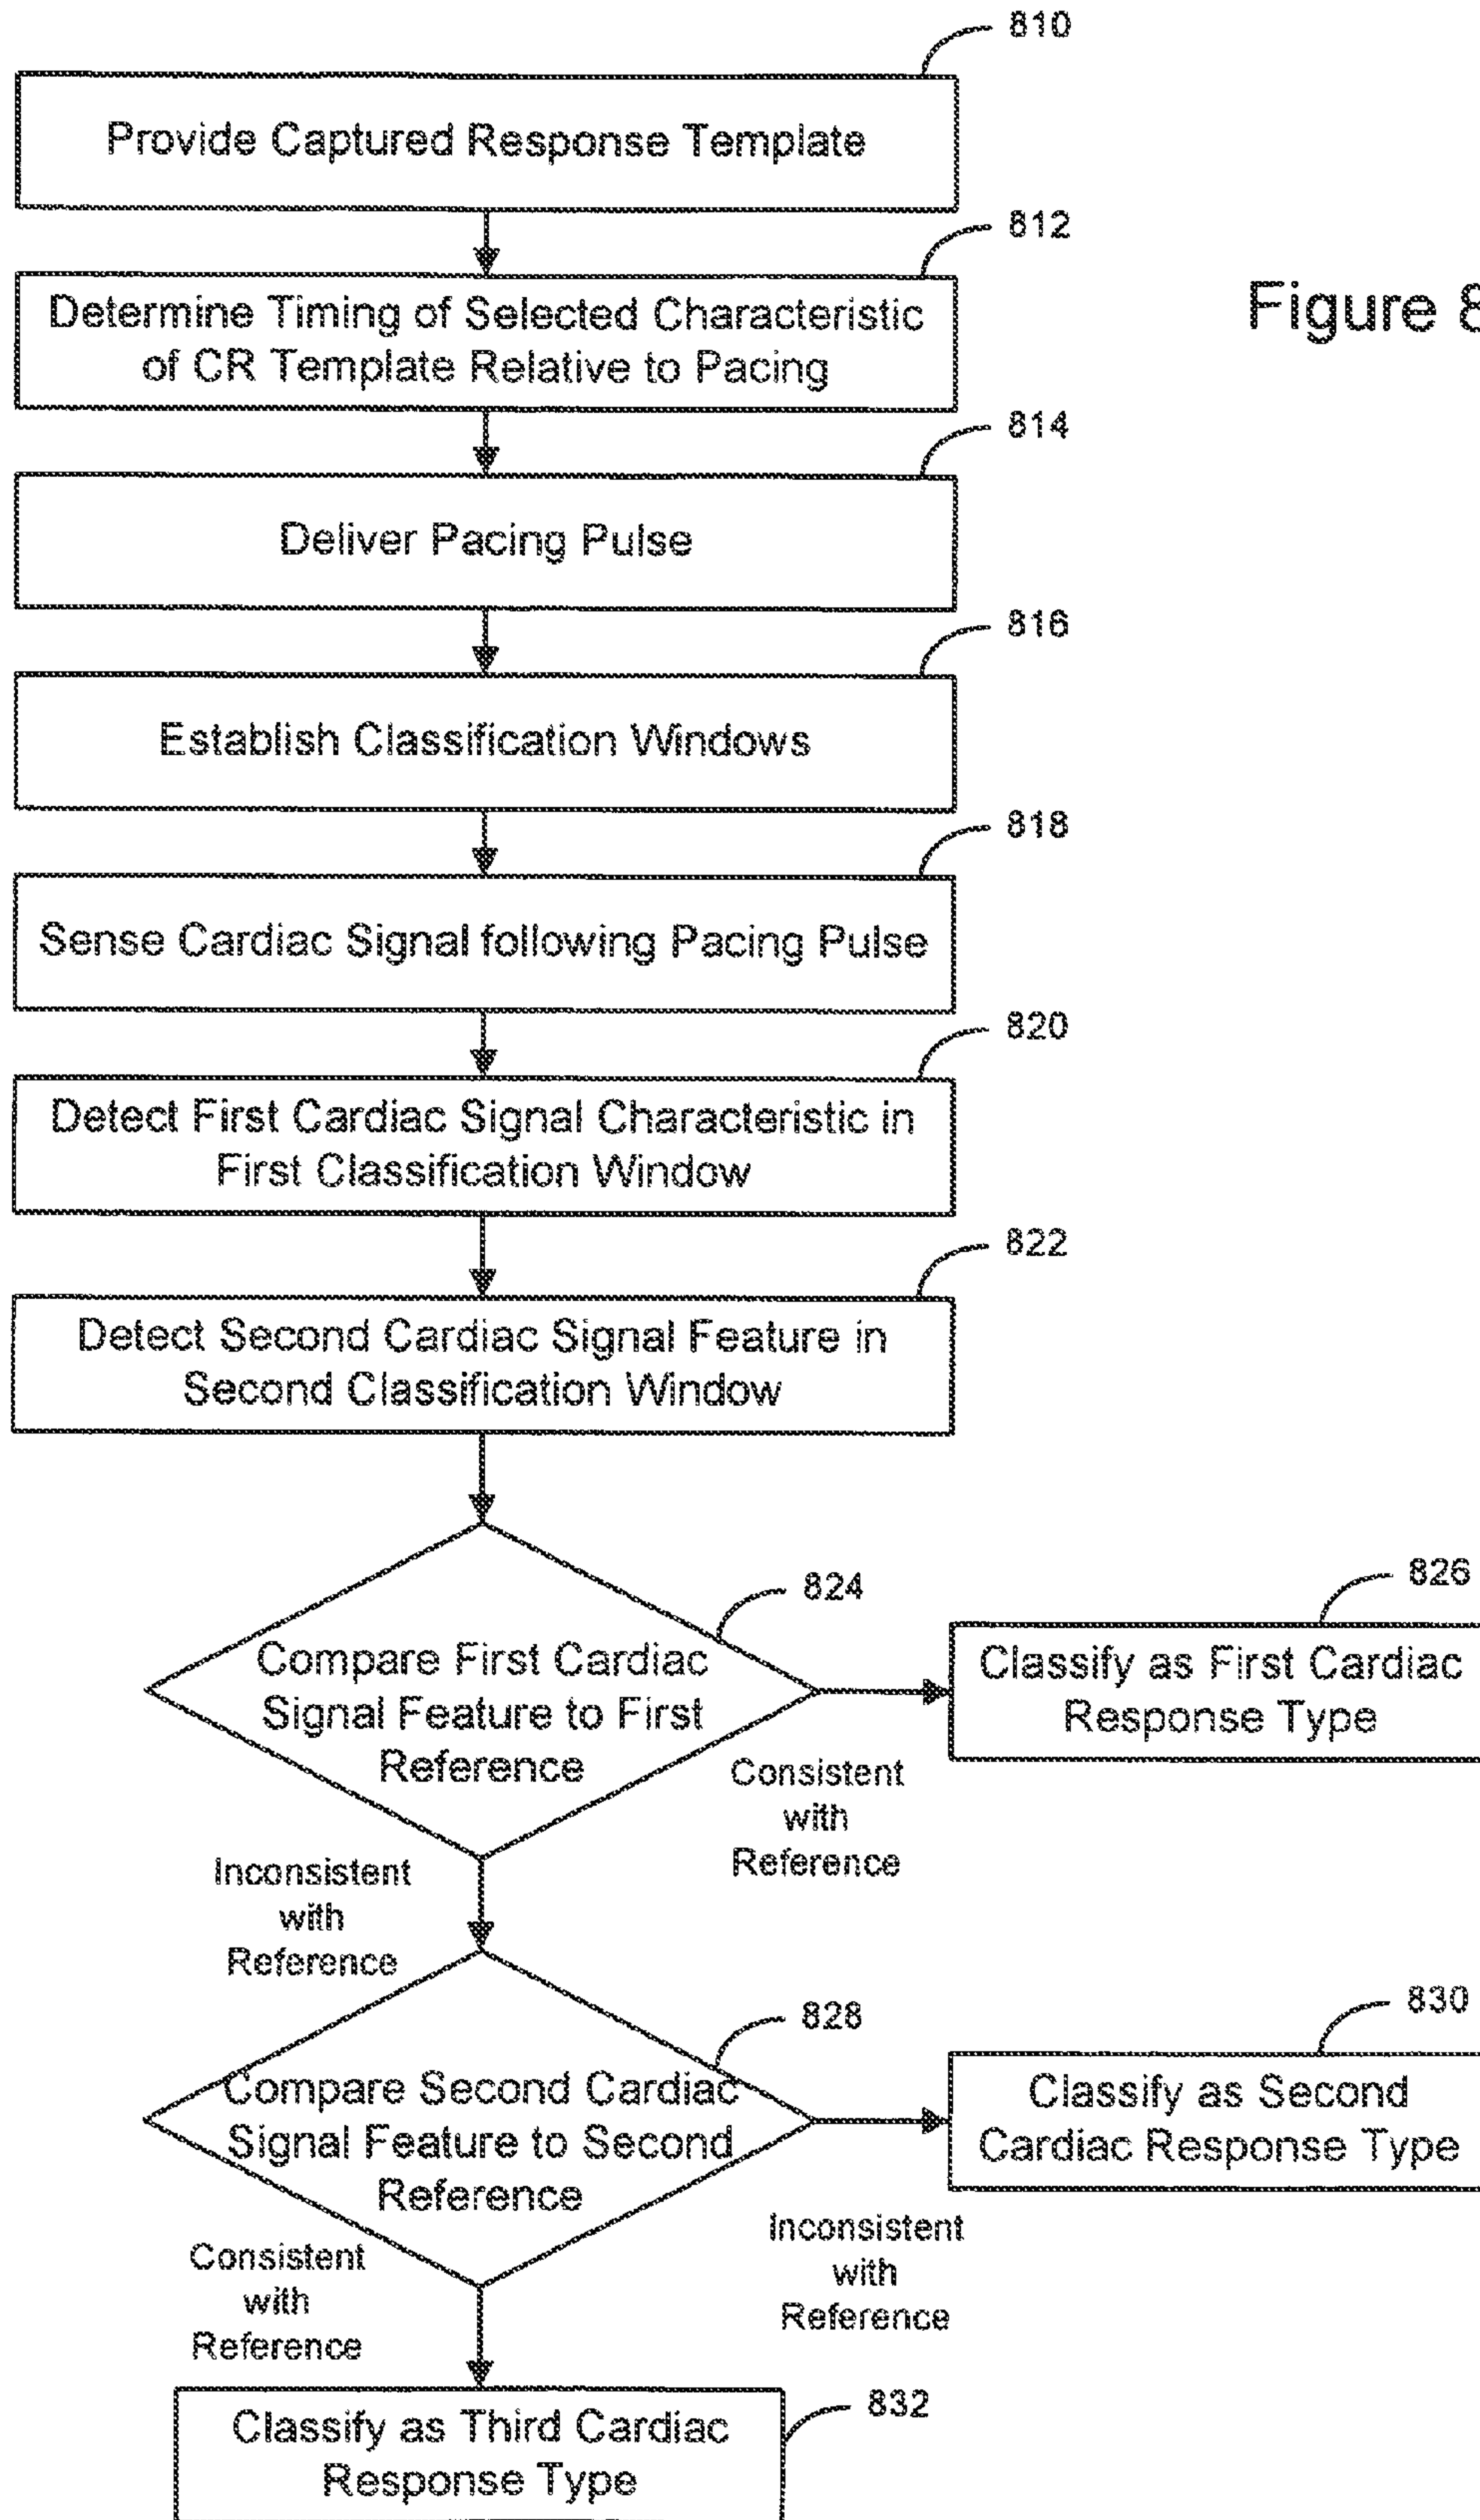 810
Provide Captured Response Template
812
Determine Timing of Selected Characteristic
of CR Template Relative to Pacing
Figure 8
814
Deliver Pacing Pulse
816
Establish Classification Windows
818
Sense Cardiac Signal following Pacing Pulse
820
Detect First Cardiac Signal Characteristic in
First Classification Window
822
Detect Second Cardiac Signal Feature in
Second Classification Window
824
Compare First Cardiac
Signal Feature to First
Reference
826
Classify as First Cardiac
Response Type
Consistent
with
Reference
Inconsistent
with
Reference
828
Compare Second Cardiac
Signal Feature to Second
Reference
830
Classify as Second
Cardiac Response Type
Inconsistent
with
Reference
Consistent
with
Reference
832
Classify as Third Cardiac
Response Type